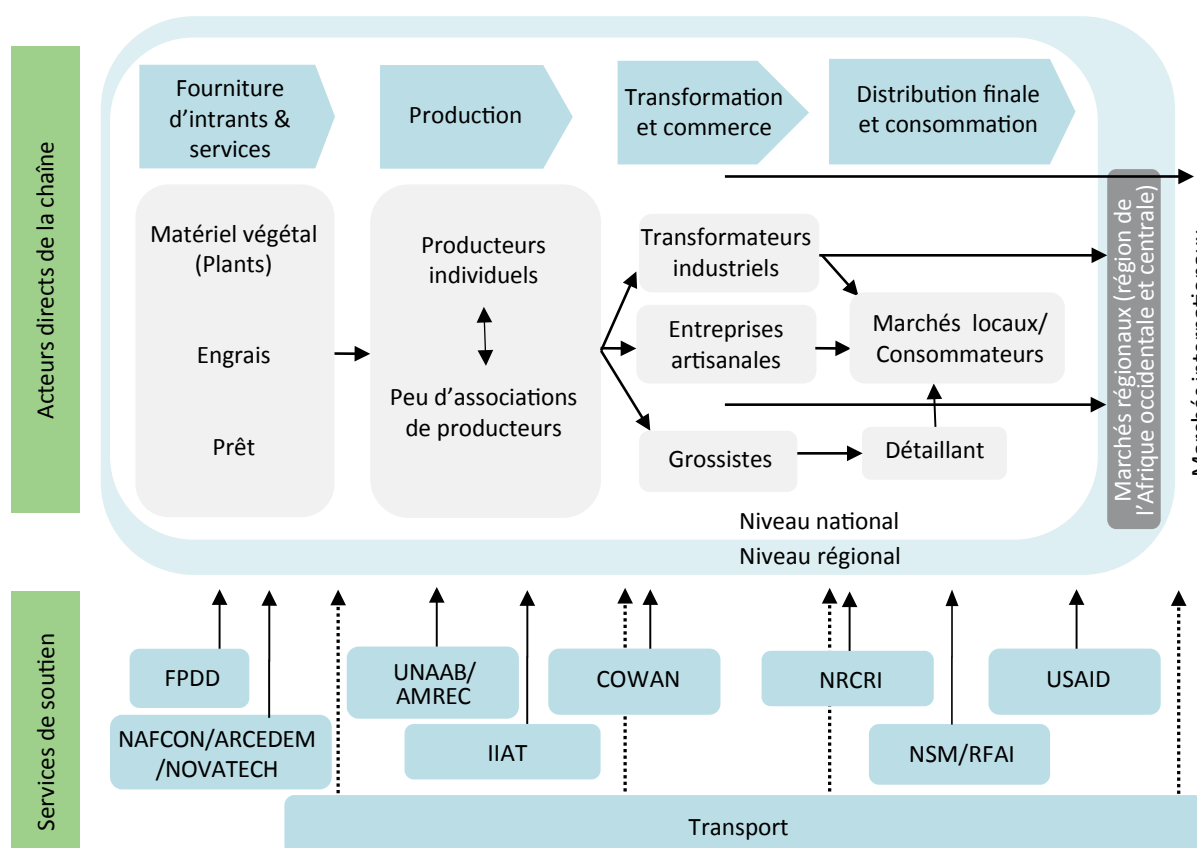 Acteurs directs de la chaîne
Fourniture
d’intrants &
services
Production
Transformation
et commerce
Distribution finale
et consommation
Matériel végétal
(Plants)
Engrais
Prêt
Producteurs
individuels
Peu d’associations
de producteurs
Transformateurs
industriels
Entreprises
artisanales
Grossistes
Marchés locaux/
Consommateurs
Détaillant
Marchés régionaux (région de
l’Afrique occidentale et centrale)
Niveau national
Niveau régional
Services de soutien
FPDD
NAFCON/ARCEDEM
/NOVATECH
UNAAB/
AMREC
IIAT
COWAN
NRCRI
NSM/RFAI
USAID
Transport